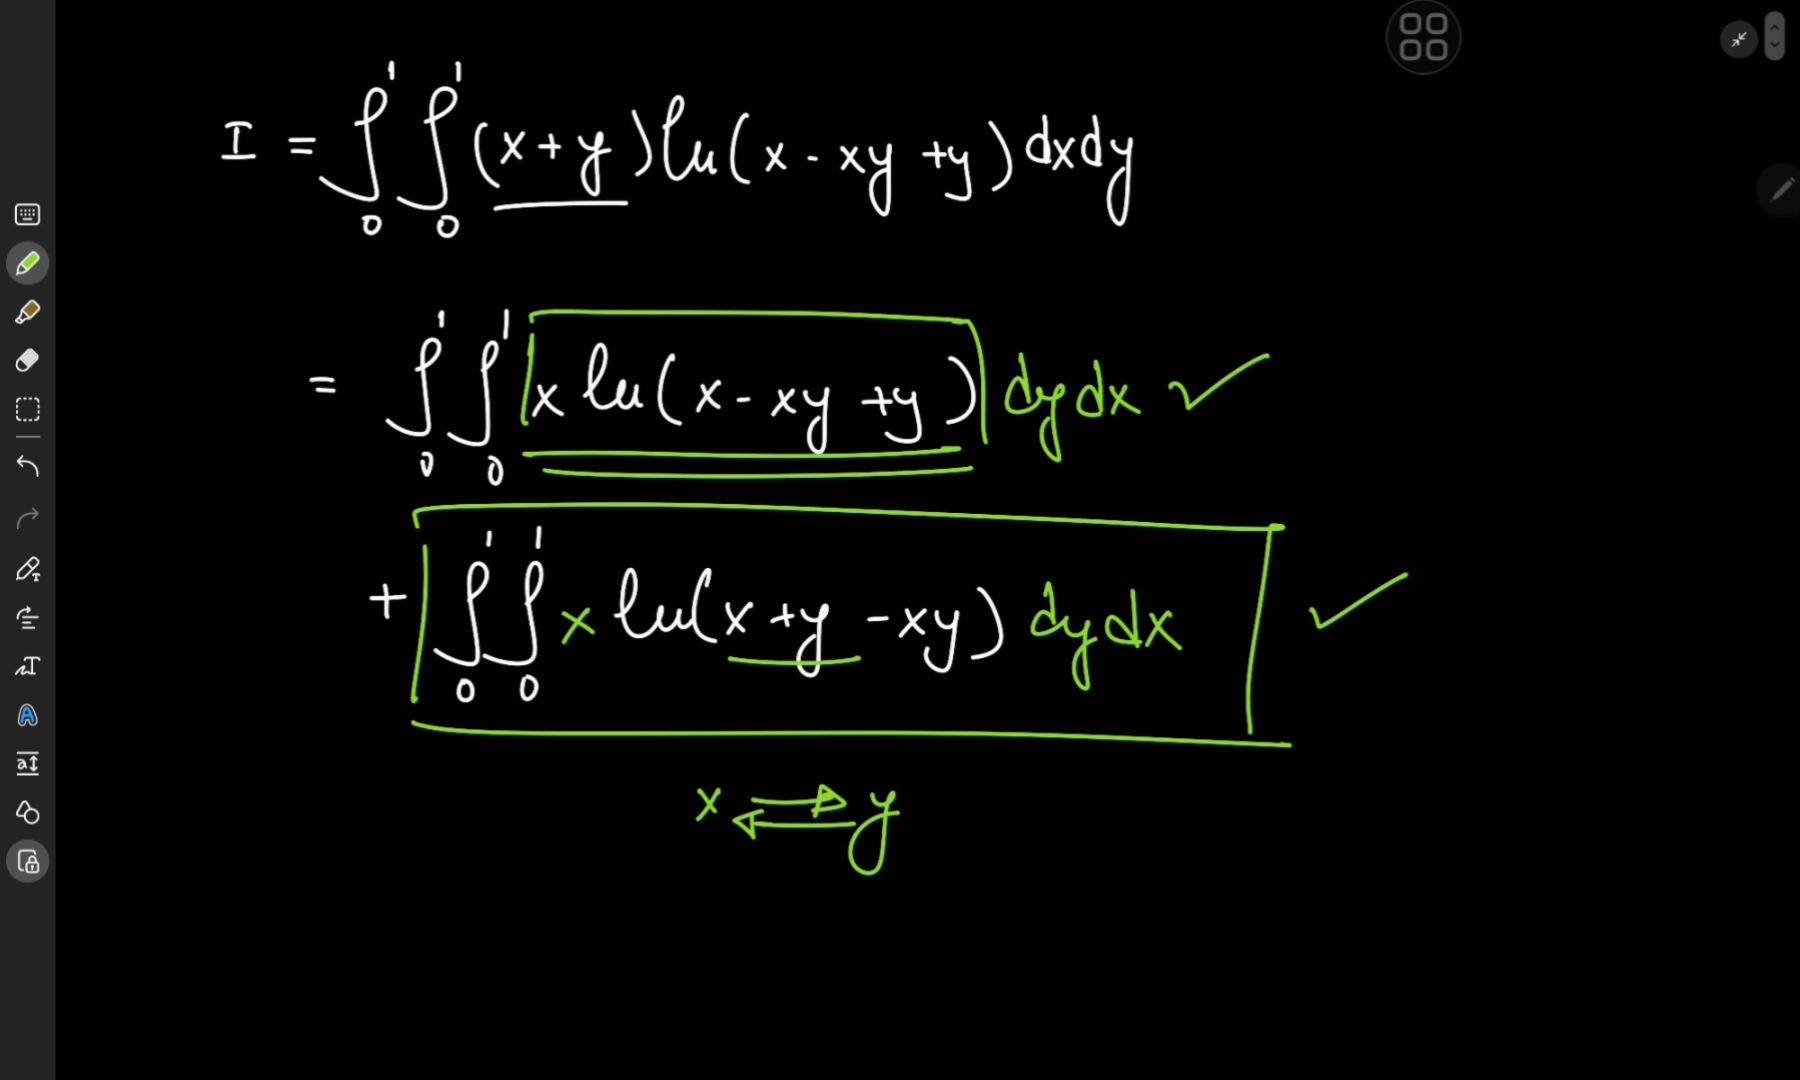 I = ∫₀¹ ∫₀¹ (x+y) ln(x - xy + y) dx dy
= ∫₀¹ ∫₀¹ x ln(x - xy + y) dy dx ✓
+ ∫₀¹ ∫₀¹ x ln(x + y - xy) dy dx ✓
x ⇄ y